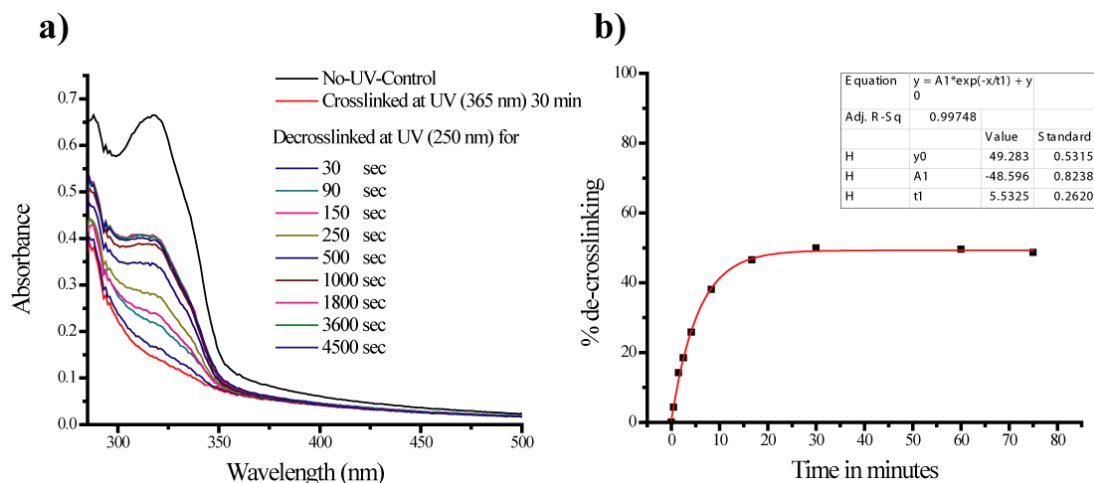 a)
No-UV-Control
Crosslinked at UV (365 nm) 30 min
Decrosslinked at UV (250 nm) for
30 sec
90 sec
150 sec
250 sec
500 sec
1000 sec
1800 sec
3600 sec
4500 sec
Absorbance
0.7
0.6
0.5
0.4
0.3
0.2
0.1
0.0
300 350 400 450 500
Wavelength (nm)
b)
Equation y = A1*exp(-x/t1) + y
0
Adj. R-Sq 0.99748
Value Standard
H y0 49.283 0.5315
H A1 -48.596 0.8238
H t1 5.5325 0.2620
% de-crosslinking
100
80
60
40
20
0
0 10 20 30 40 50 60 70 80
Time in minutes